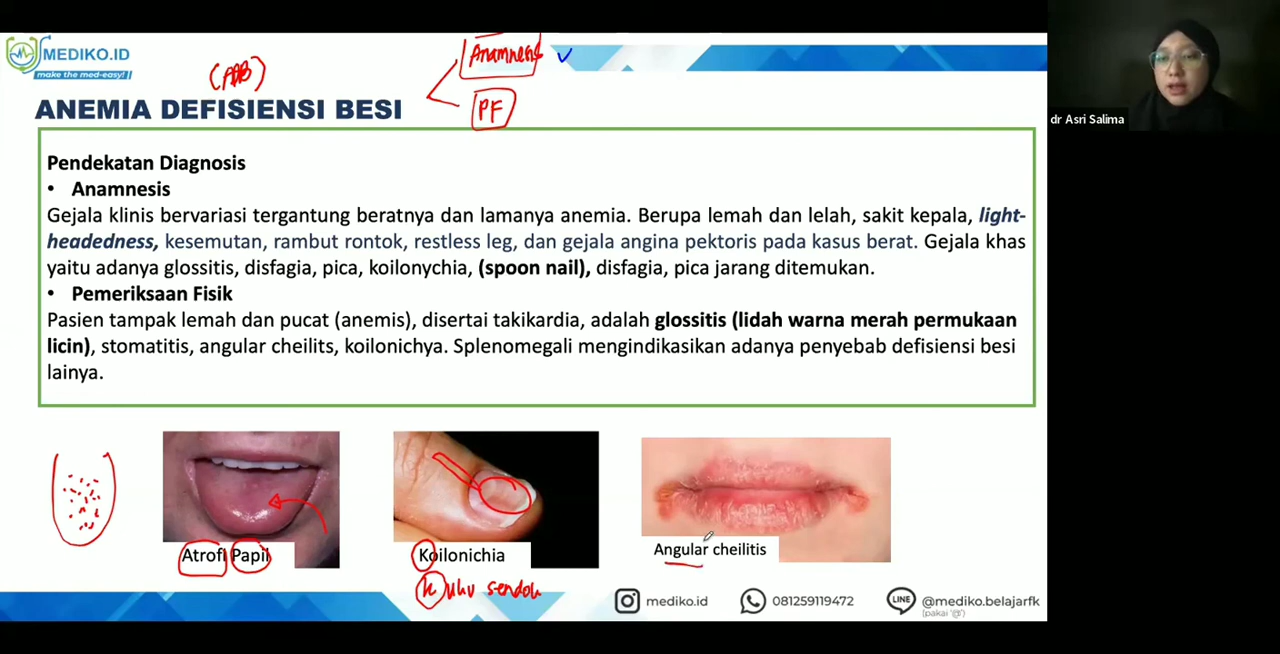 MEDIKO.ID
make the med-easy!
(ADB)
Anamnesis
PF
ANEMIA DEFISIENSI BESI
dr Asri Salima
Pendekatan Diagnosis
• Anamnesis
Gejala klinis bervariasi tergantung beratnya dan lamanya anemia. Berupa lemah dan lelah, sakit kepala, light-
headedness, kesemutan, rambut rontok, restless leg, dan gejala angina pektoris pada kasus berat. Gejala khas
yaitu adanya glossitis, disfagia, pica, koilonychia, (spoon nail), disfagia, pica jarang ditemukan.
• Pemeriksaan Fisik
Pasien tampak lemah dan pucat (anemis), disertai takikardia, adalah glossitis (lidah warna merah permukaan
licin), stomatitis, angular cheilits, koilonichya. Splenomegali mengindikasikan adanya penyebab defisiensi besi
lainya.
Atrofi Papil
Koilonichia
Angular cheilitis
kuku sendok
mediko.id
081259119472
LINE
@mediko.belajarfk
(pakai '@')